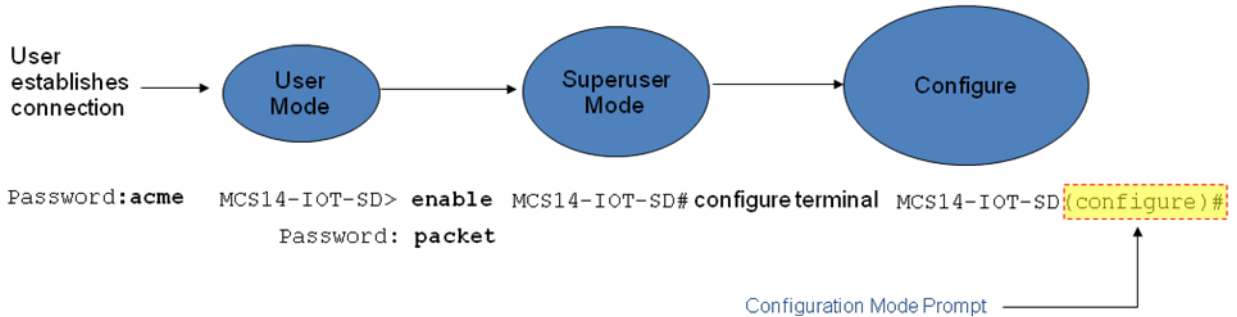 User
establishes
connection
User
Mode
Superuser
Mode
Configure
Password:acme
MCS14-IOT-SD> enable
Password: packet
MCS14-IOT-SD# configure terminal
MCS14-IOT-SD(configure)#
Configuration Mode Prompt